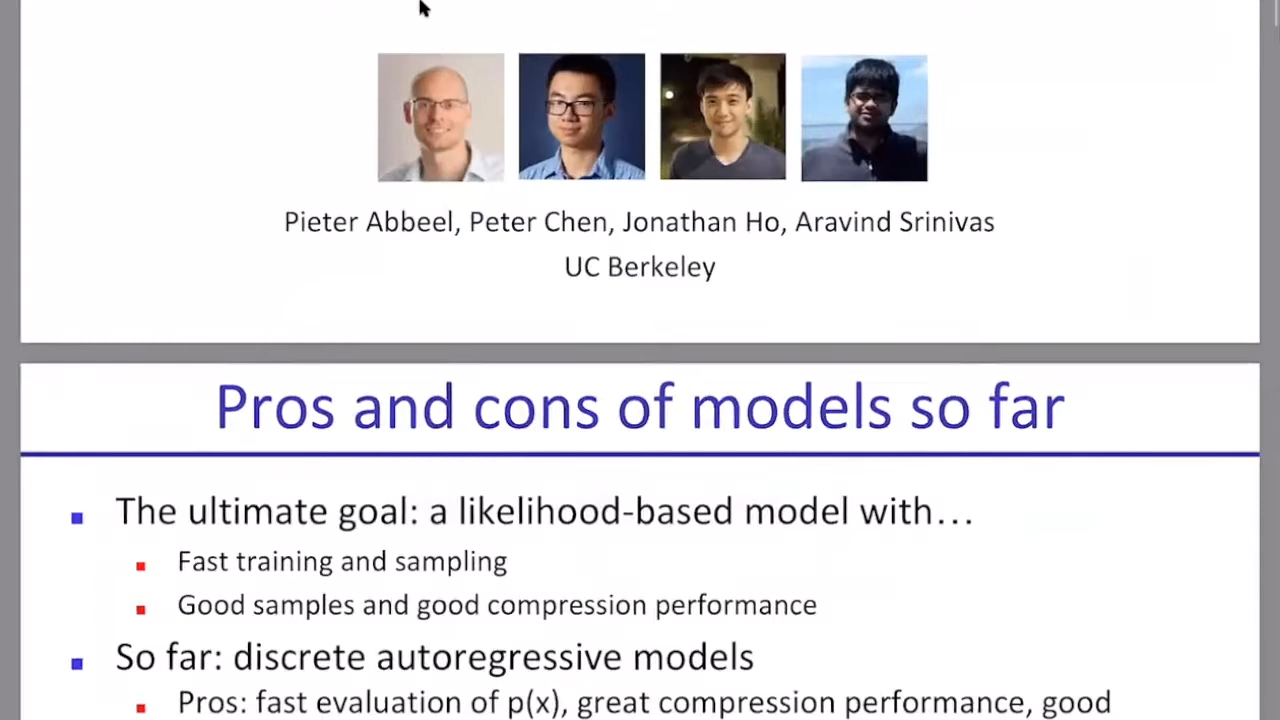 Pieter Abbeel, Peter Chen, Jonathan Ho, Aravind Srinivas
UC Berkeley
Pros and cons of models so far
The ultimate goal: a likelihood-based model with…
Fast training and sampling
Good samples and good compression performance
So far: discrete autoregressive models
Pros: fast evaluation of p(x), great compression performance, good